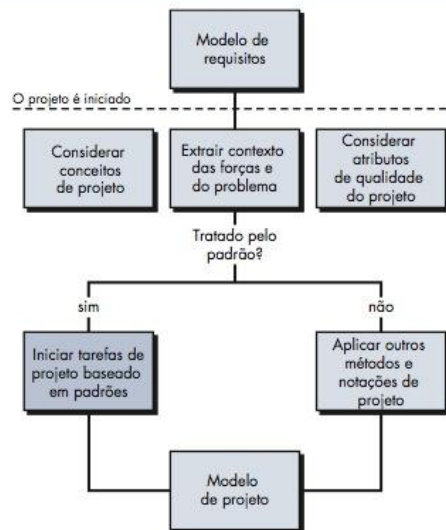 Modelo de
requisitos
O projeto é iniciado
Considerar
conceitos
de projeto
Extrair contexto
das forças e
do problema
Considerar
atributos
de qualidade
do projeto
Tratado pelo
padrão?
sim
não
Iniciar tarefas de
projeto baseado
em padrões
Aplicar outros
métodos e
notações de
projeto
Modelo
de projeto